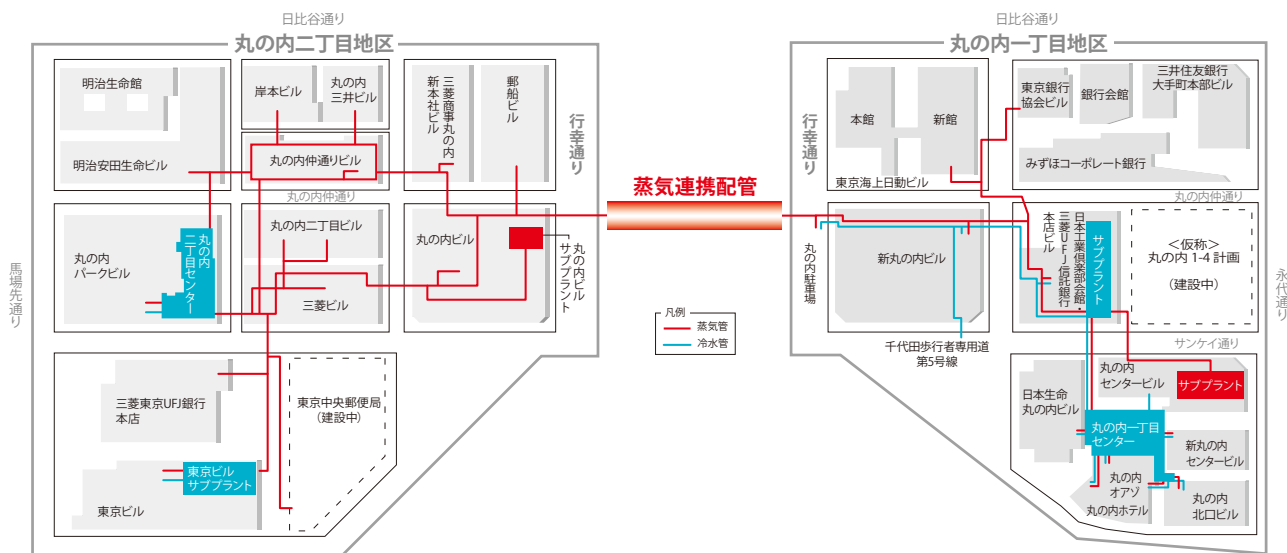 日比谷通り
丸の内二丁目地区
明治生命館
明治安田生命ビル
岸本ビル
丸の内
三井ビル
丸の内仲通りビル
三菱商事丸の内
新本社ビル
郵船ビル
行幸通り
丸の内仲通り
丸の内
パークビル
丸の内
二丁目センター
丸の内二丁目ビル
三菱ビル
丸の内ビル
丸の内ビル
サブプラント
馬場先通り
三菱東京UFJ銀行
本店
東京中央郵便局
(建設中)
東京ビル
サブプラント
東京ビル
蒸気連携配管
凡例
蒸気管
冷水管
日比谷通り
丸の内一丁目地区
行幸通り
本館
新館
東京海上日動ビル
東京銀行
協会ビル
銀行会館
三井住友銀行
大手町本部ビル
みずほコーポレート銀行
丸の内仲通り
丸の内駐車場
新丸の内ビル
千代田歩行者専用道
第5号線
日本工業倶楽部会館・
三菱UFJ信託銀行
本店ビル
サブプラント
<仮称>
丸の内 1-4 計画
(建設中)
永代通り
サンケイ通り
日本生命
丸の内ビル
丸の内
センタービル
サブプラント
丸の内一丁目
センター
新丸の内
センタービル
丸の内
オアゾ
丸の内ホテル
丸の内
北口ビル